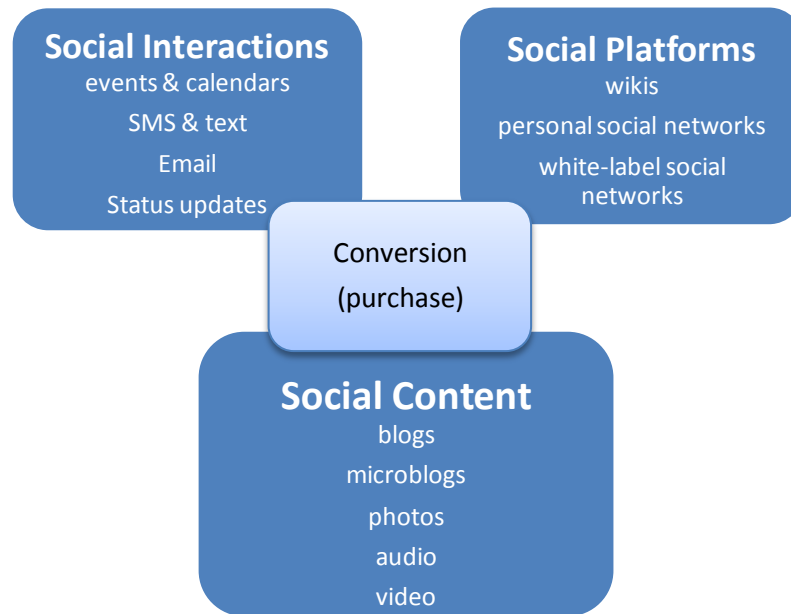 Social Interactions
events & calendars
SMS & text
Email
Status updates
Social Platforms
wikis
personal social networks
white-label social
networks
Conversion
(purchase)
Social Content
blogs
microblogs
photos
audio
video